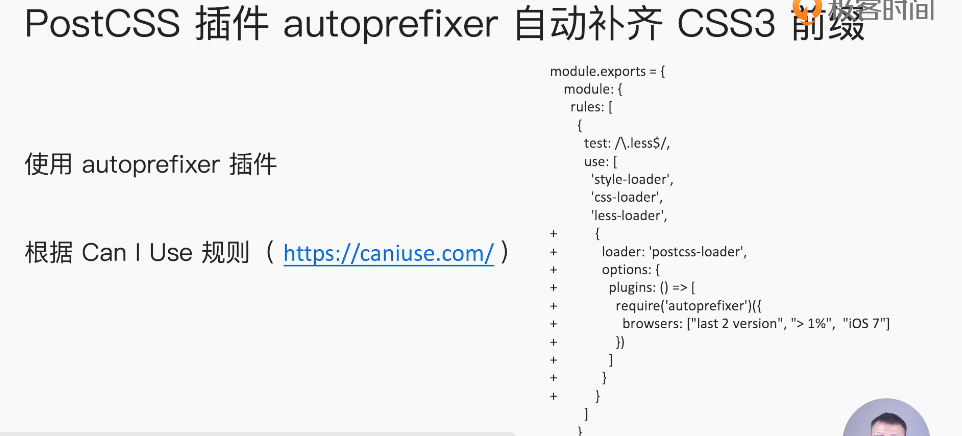 PostCSS 插件 autoprefixer 自动补齐 CSS3 前缀
极客时间
使用 autoprefixer 插件
根据 Can I Use 规则（ https://caniuse.com/ ）
module.exports = {
module: {
rules: [
{
test: /\.less$/,
use: [
'style-loader',
'css-loader',
'less-loader',
+ {
+ loader: 'postcss-loader',
+ options: {
+ plugins: () => [
+ require('autoprefixer')({
+ browsers: ["last 2 version", "> 1%", "iOS 7"]
+ })
+ ]
+ }
+ }
]
}